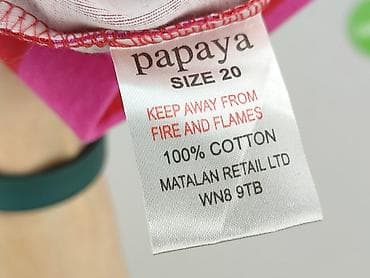 papaya
SIZE 20
KEEP AWAY FROM
FIRE AND FLAMES
100% COTTON
MATALAN RETAIL LTD
WN8 9TB